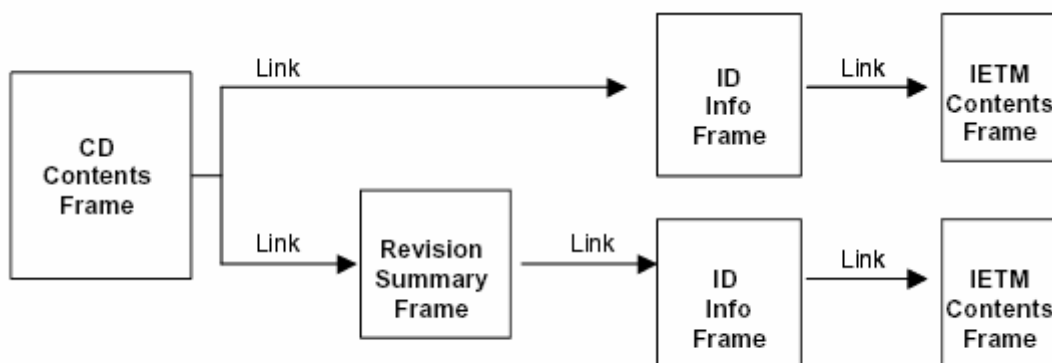 Link
ID
Info
Frame
Link
IETM
Contents
Frame
CD
Contents
Frame
Link
Revision
Summary
Frame
Link
ID
Info
Frame
Link
IETM
Contents
Frame